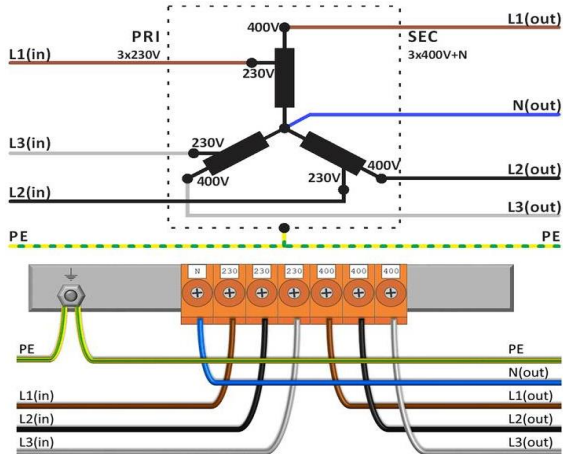 400V
L1(out)
PRI
SEC
L1(in)
3x230V
3x400V+N
230V
N(out)
L3(in)
230V
400V
L2(out)
400V
230V
L2(in)
L3(out)
PE
PE
N 230 230 230 400 400 400
PE
PE
N(out)
L1(in)
L1(out)
L2(in)
L2(out)
L3(in)
L3(out)